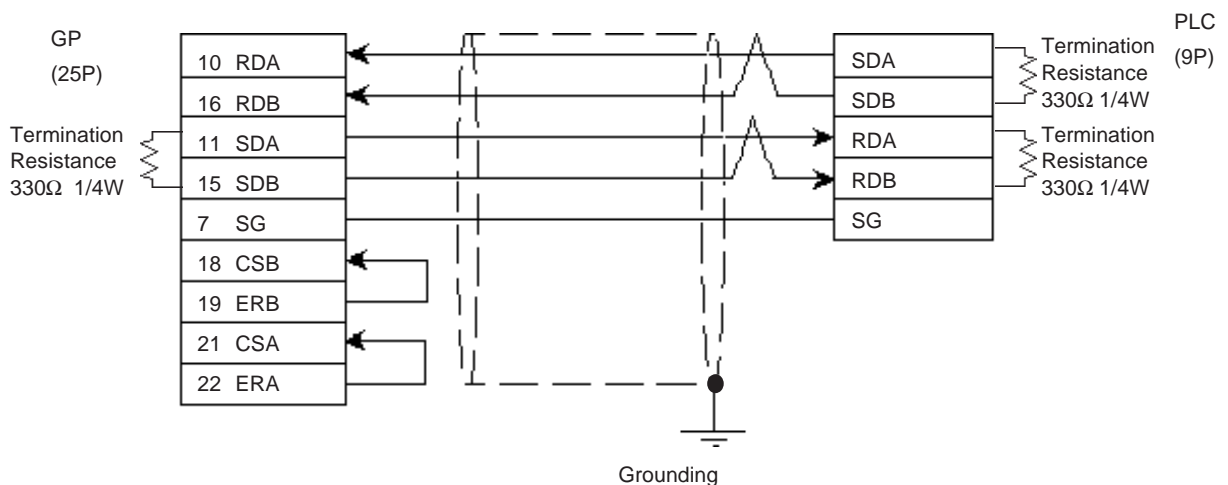 GP
(25P)
PLC
(9P)
10 RDA
16 RDB
11 SDA
15 SDB
7 SG
18 CSB
19 ERB
21 CSA
22 ERA
Termination
Resistance
330Ω 1/4W
SDA
SDB
RDA
RDB
SG
Termination
Resistance
330Ω 1/4W
Termination
Resistance
330Ω 1/4W
Grounding